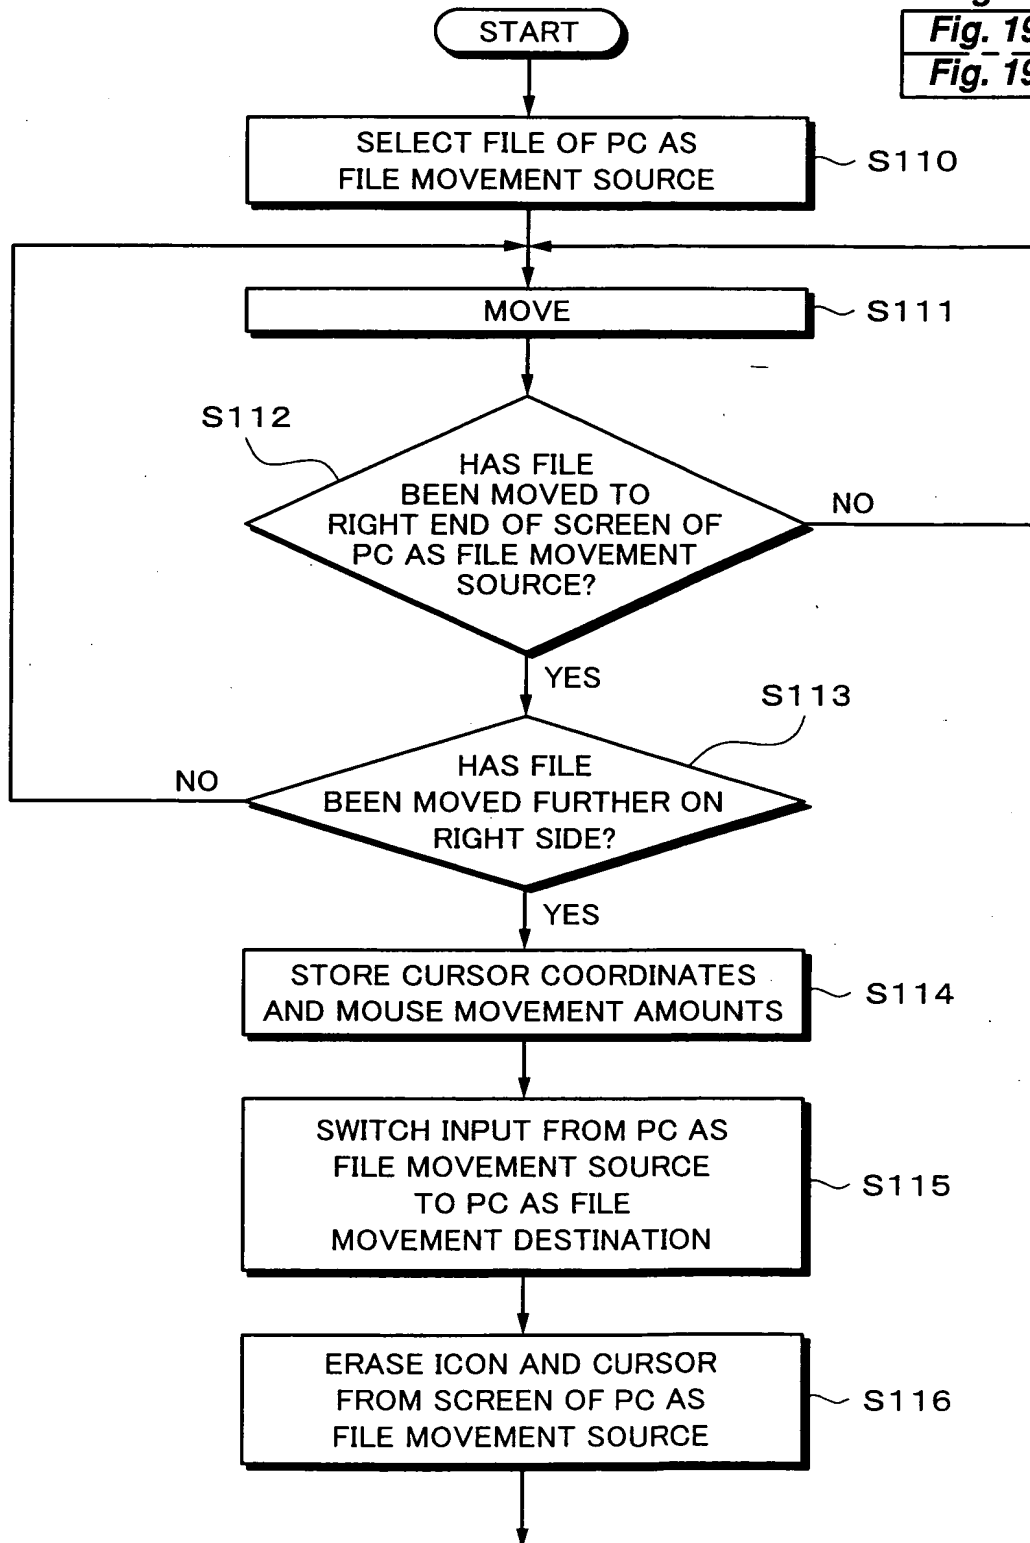 START
Fig. 19
Fig. 19
SELECT FILE OF PC AS
FILE MOVEMENT SOURCE
S110
MOVE
S111
S112
HAS FILE
BEEN MOVED TO
RIGHT END OF SCREEN OF
PC AS FILE MOVEMENT
SOURCE?
NO
YES
S113
HAS FILE
BEEN MOVED FURTHER ON
RIGHT SIDE?
NO
YES
STORE CURSOR COORDINATES
AND MOUSE MOVEMENT AMOUNTS
S114
SWITCH INPUT FROM PC AS
FILE MOVEMENT SOURCE
TO PC AS FILE
MOVEMENT DESTINATION
S115
ERASE ICON AND CURSOR
FROM SCREEN OF PC AS
FILE MOVEMENT SOURCE
S116